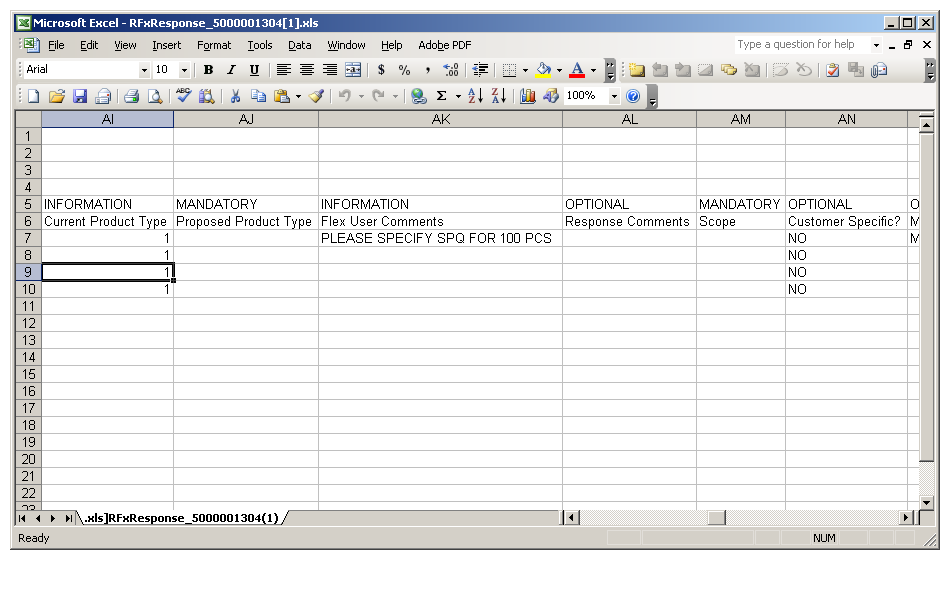 Microsoft Excel - RFxResponse_5000001304[1].xls
File Edit View Insert Format Tools Data Window Help Adobe PDF Type a question for help
Arial 10 B I U $ % ,
ABC Σ A Z Z A 100% ?
AI AJ AK AL AM AN
1
2
3
4
5 INFORMATION MANDATORY INFORMATION OPTIONAL MANDATORY OPTIONAL O
6 Current Product Type Proposed Product Type Flex User Comments Response Comments Scope Customer Specific? M
7 1 PLEASE SPECIFY SPQ FOR 100 PCS NO M
8 1 NO
9 1 NO
10 1 NO
11
12
13
14
15
16
17
18
19
20
21
22
23
.xls]RFxResponse_5000001304(1)
Ready NUM